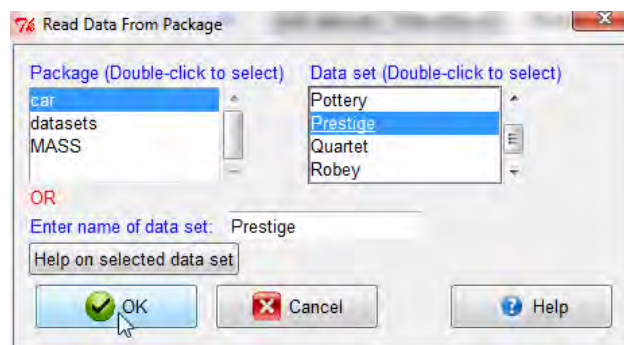 Read Data From Package
Package (Double-click to select) Data set (Double-click to select)
car
datasets
MASS
Pottery
Prestige
Quartet
Robey
OR
Enter name of data set: Prestige
Help on selected data set
OK Cancel Help